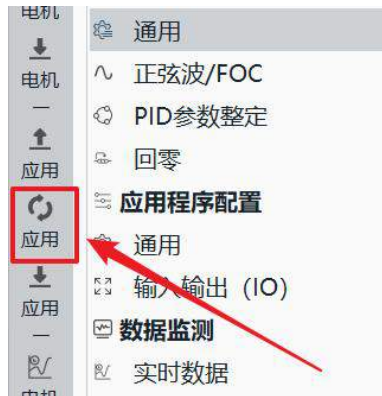 电机
电机
应用
应用
应用
电机
通用
正弦波/FOC
PID参数整定
回零
应用程序配置
通用
输入输出（IO）
数据监测
实时数据